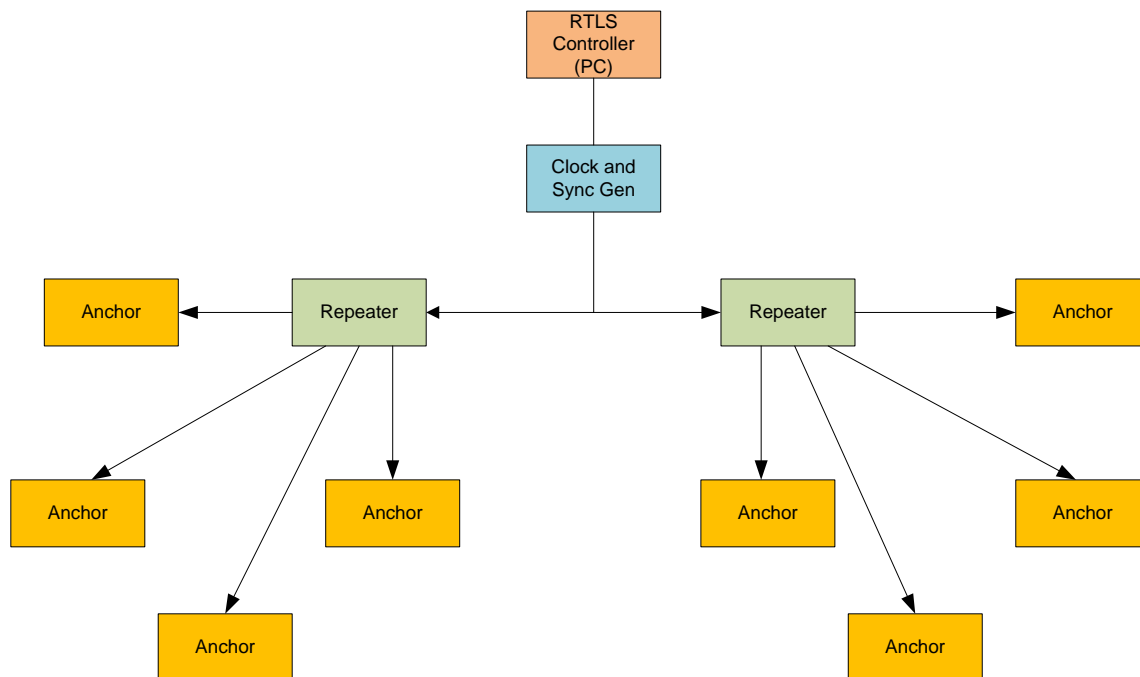 RTLS
Controller
(PC)
Clock and
Sync Gen
Anchor
Repeater
Repeater
Anchor
Anchor
Anchor
Anchor
Anchor
Anchor
Anchor